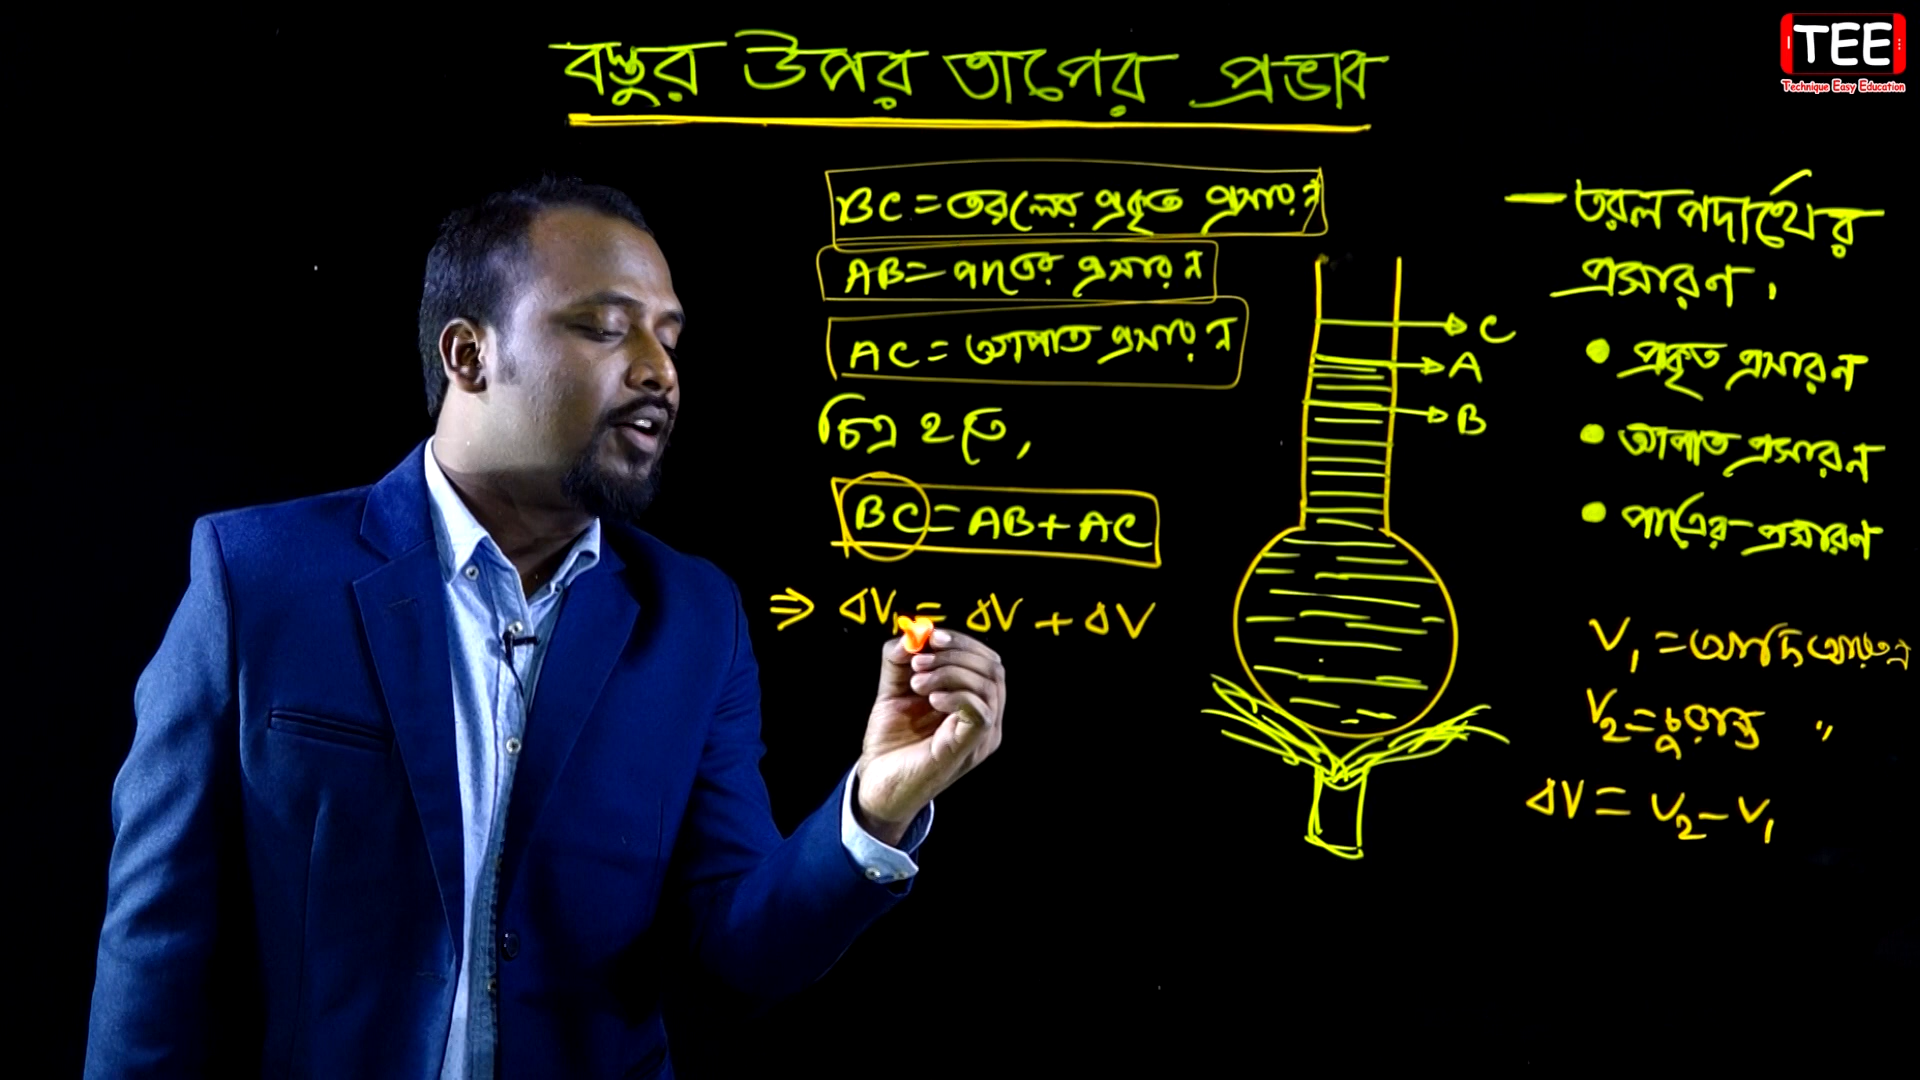 বস্তুর উপর তাপের প্রভাব
TEE
Technique Easy Education
BC = তরলের প্রকৃত প্রসারণ
AB = পাত্রের প্রসারণ
AC = আপাত প্রসারণ
চিত্র হতে,
BC = AB + AC
⇒ ΔV = ΔV + ΔV
C
A
B
– তরল পদার্থের
প্রসারণ।
• প্রকৃত প্রসারণ
• আপাত প্রসারণ
• পাত্রের প্রসারণ
V₁ = আদি আয়তন
V₂ = চুড়ান্ত "
ΔV = V₂ – V₁